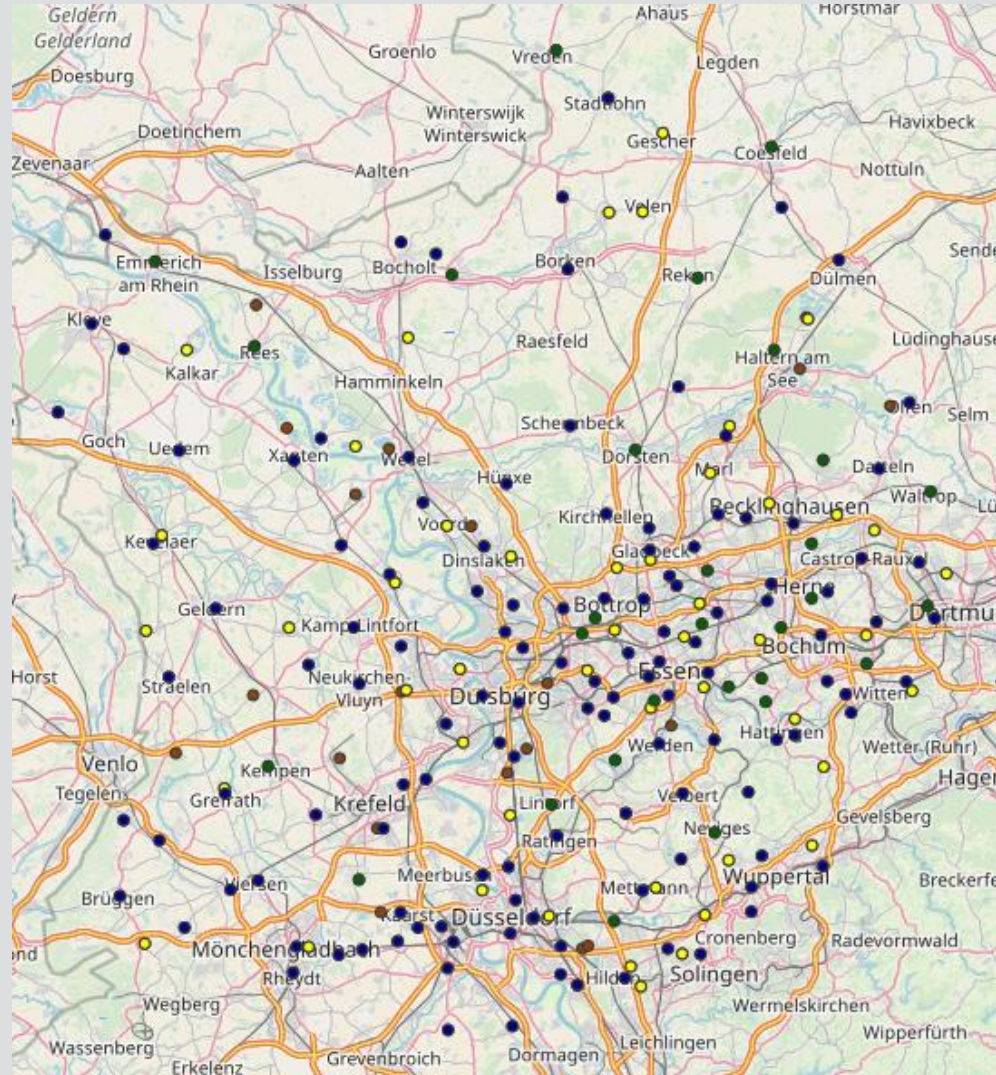 Geldern
Gelderland
Doesburg
Groenlo
Vreden
Ahaus
Horstmar
Legden
Stadtlohn
Winterswijk
Winterswick
Doetinchem
Gescher
Havixbeck
Zevenaar
Aalten
Coesfeld
Nottuln
Velen
Emmerich
am Rhein
Isselburg
Bocholt
Borken
Reken
Dülmen
Kleve
Raesfeld
Rees
Kalkar
Hamminkeln
Haltern am
See
Schermbeck
Olfen
Selm
Goch
Uedem
Xanten
Wesel
Dorsten
Marl
Datteln
Hünxe
Waltrop
Recklinghausen
Kirchhellen
Voerde
Kevelaer
Dinslaken
Gladbeck
Castrop-Rauxel
Herne
Bottrop
Geldern
Kamp-Lintfort
Bochum
Horst
Straelen
Neukirchen-
Vluyn
Duisburg
Essen
Witten
Hattingen
Werden
Wetter (Ruhr)
Venlo
Kempen
Tegelen
Grefrath
Krefeld
Lintorf
Velbert
Ratingen
Neviges
Gevelsberg
Meerbusch
Viersen
Brüggen
Mettmann
Wuppertal
Kaarst
Düsseldorf
Mönchengladbach
Cronenberg
Radevormwald
Rheydt
Hilden
Solingen
Wegberg
Wermelskirchen
Wassenberg
Erkelenz
Grevenbroich
Dormagen
Leichlingen
Wipperfürth